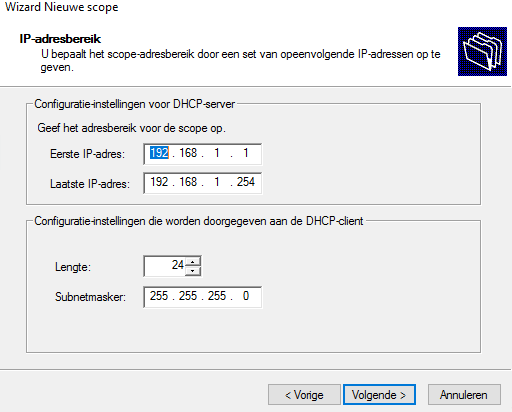 Wizard Nieuwe scope
IP-adresbereik
U bepaalt het scope-adresbereik door een set van opeenvolgende IP-adressen op te
geven.
Configuratie-instellingen voor DHCP-server
Geef het adresbereik voor de scope op.
Eerste IP-adres: 192 . 168 . 1 . 1
Laatste IP-adres: 192 . 168 . 1 . 254
Configuratie-instellingen die worden doorgegeven aan de DHCP-client
Lengte: 24
Subnetmasker: 255 . 255 . 255 . 0
< Vorige Volgende > Annuleren